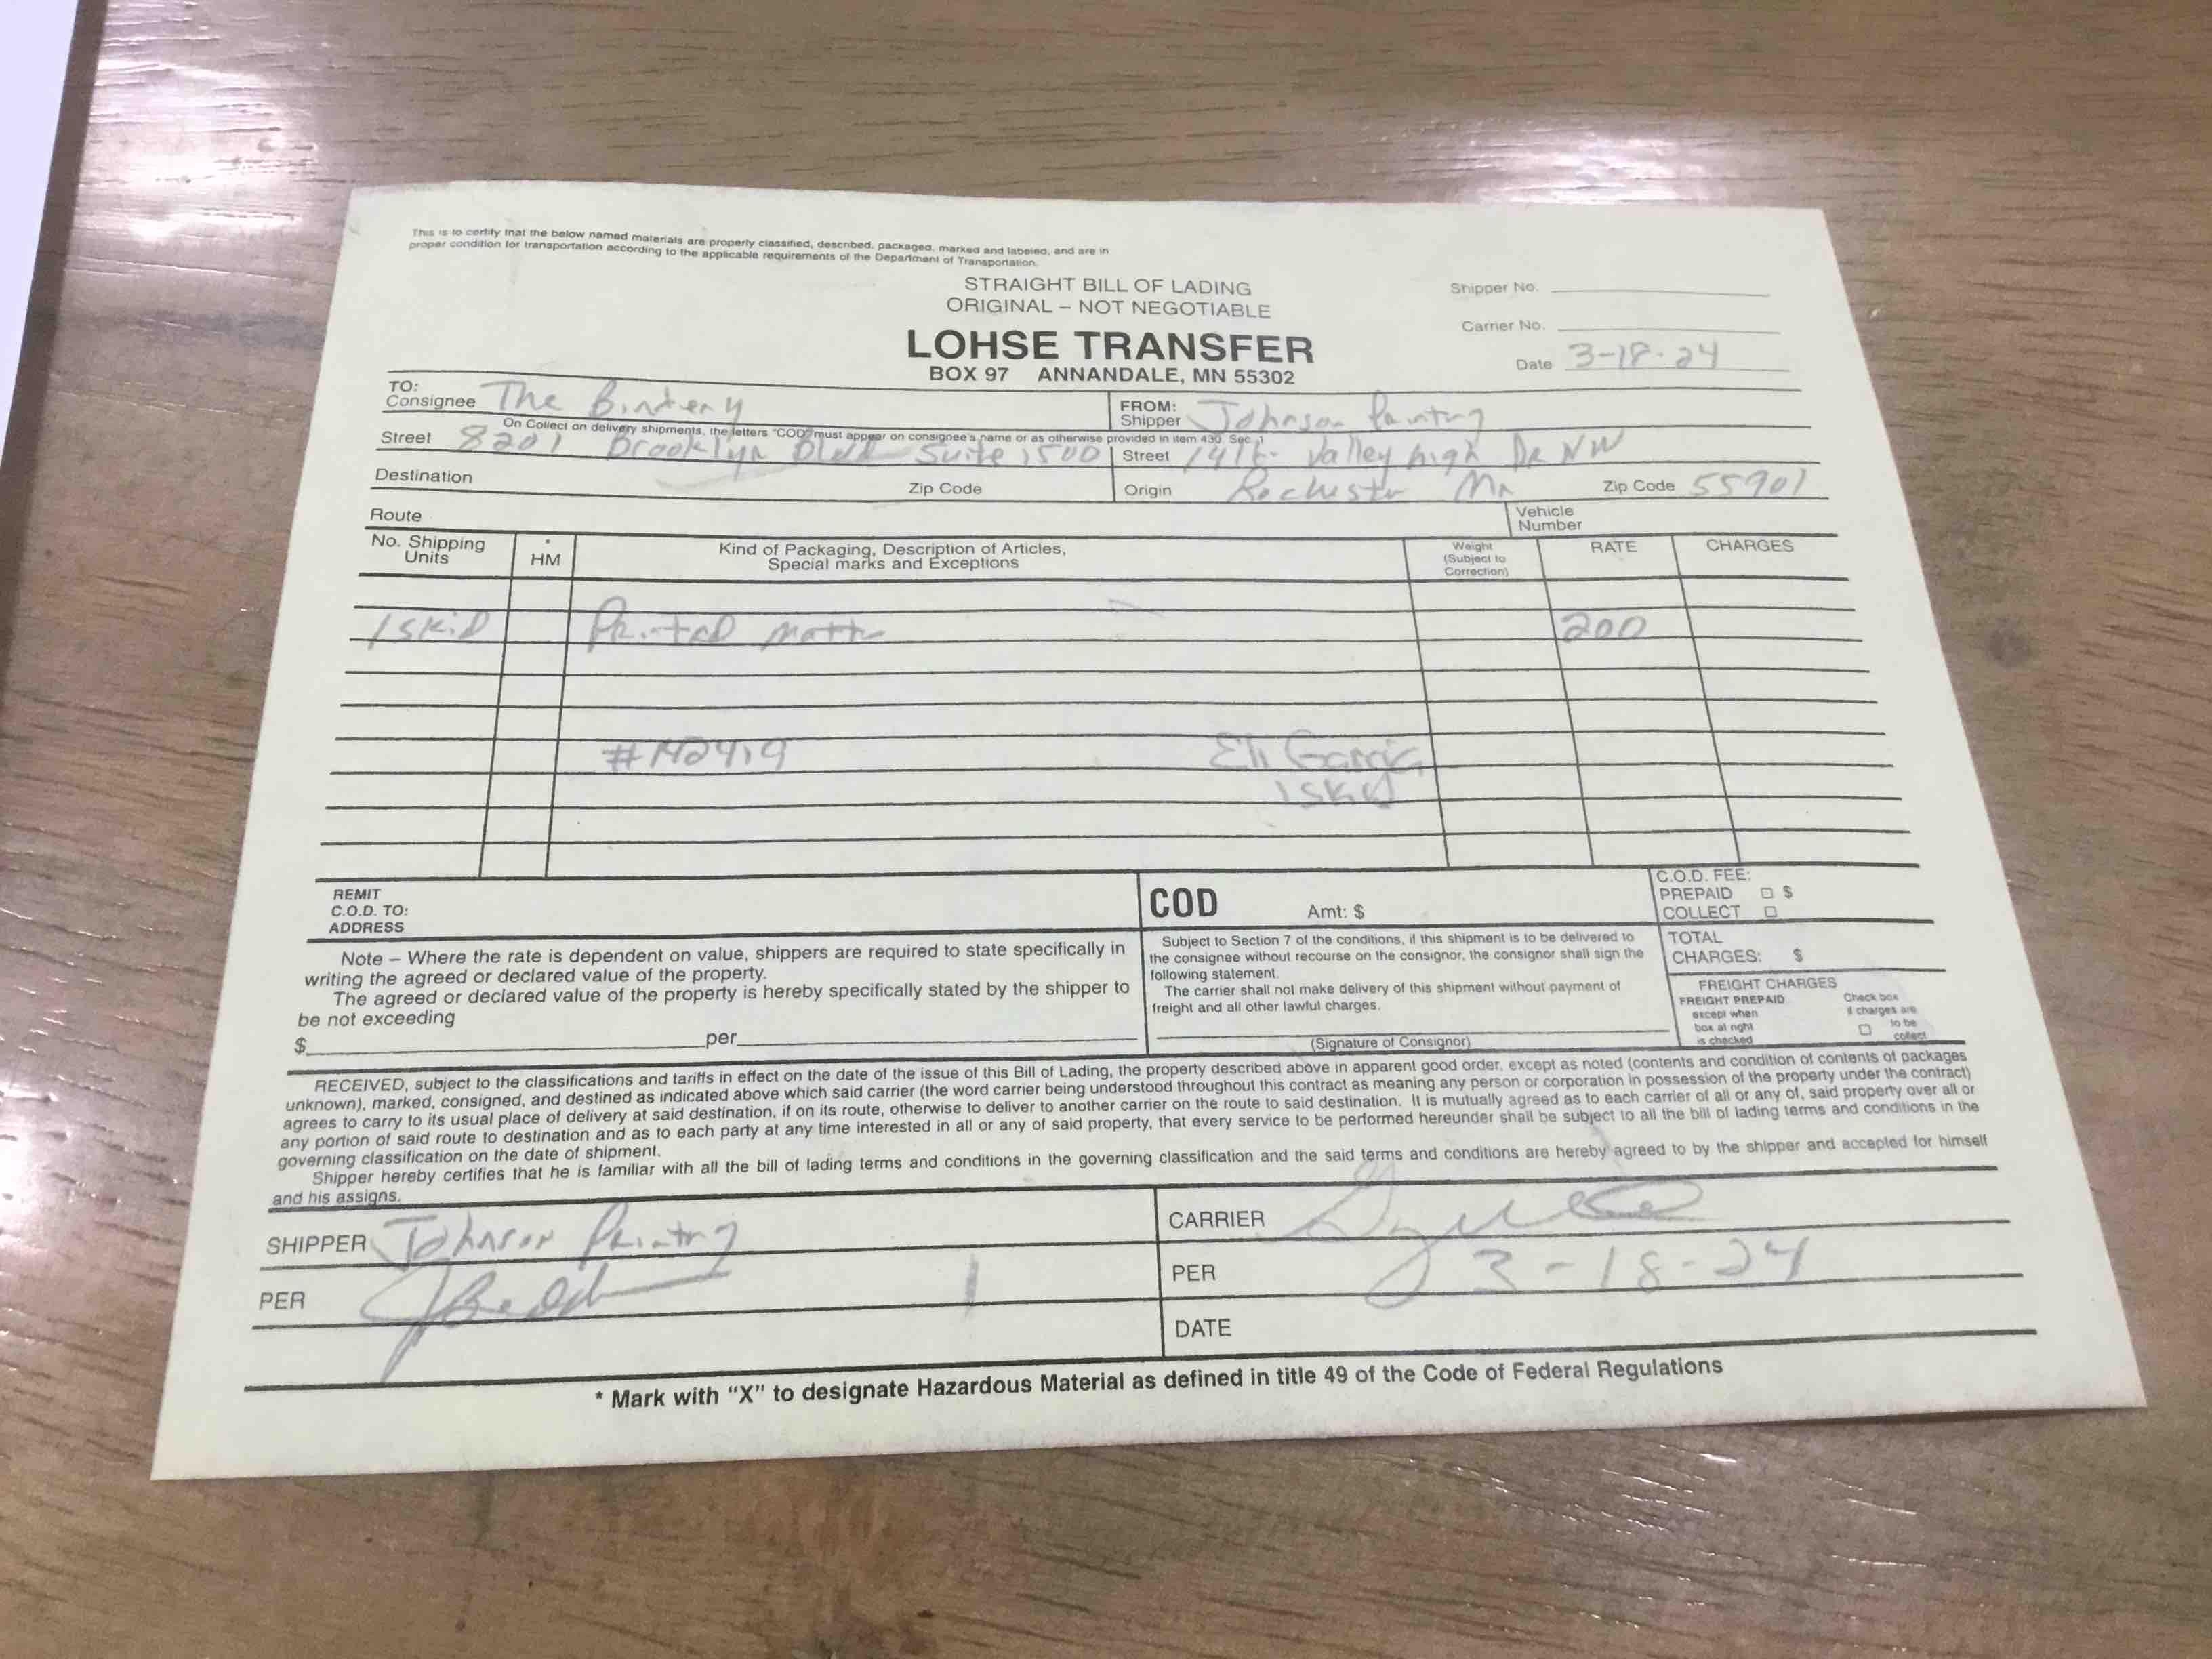 This is to certify that the below named materials are properly classified, described, packaged, marked and labeled, and are in
proper condition for transportation according to the applicable requirements of the Department of Transportation.
STRAIGHT BILL OF LADING
ORIGINAL – NOT NEGOTIABLE
LOHSE TRANSFER
BOX 97 ANNANDALE, MN 55302
Shipper No.
Carrier No.
Date 3-18-24
TO:
Consignee The Bindery
FROM:
Shipper Johnson Printing
On Collect on delivery shipments, the letters "COD" must appear on consignee's name or as otherwise provided in item 430, Sec. 1
Street 8201 Brooklyn Blvd Suite 1500
Street Valley high Dr NW
Destination Zip Code
Origin Rochester Mn Zip Code 55901
Route
Vehicle
Number
No. Shipping
Units
*
HM
Kind of Packaging, Description of Articles,
Special marks and Exceptions
Weight
(Subject to
Correction)
RATE
CHARGES
1 skid Printed matter 200
#142419 Eli Garcia
1 skid
REMIT
C.O.D. TO:
ADDRESS
COD Amt: $
C.O.D. FEE:
PREPAID $
COLLECT
Note – Where the rate is dependent on value, shippers are required to state specifically in
writing the agreed or declared value of the property.
The agreed or declared value of the property is hereby specifically stated by the shipper to
be not exceeding
$ per
Subject to Section 7 of the conditions, if this shipment is to be delivered to
the consignee without recourse on the consignor, the consignor shall sign the
following statement.
The carrier shall not make delivery of this shipment without payment of
freight and all other lawful charges.
(Signature of Consignor)
TOTAL
CHARGES: $
FREIGHT CHARGES
FREIGHT PREPAID
except when
box at right
is checked
Check box
if charges are
to be
collect
RECEIVED, subject to the classifications and tariffs in effect on the date of the issue of this Bill of Lading, the property described above in apparent good order, except as noted (contents and condition of contents of packages
unknown), marked, consigned, and destined as indicated above which said carrier (the word carrier being understood throughout this contract as meaning any person or corporation in possession of the property under the contract)
agrees to carry to its usual place of delivery at said destination, if on its route, otherwise to deliver to another carrier on the route to said destination. It is mutually agreed as to each carrier of all or any of, said property over all or
any portion of said route to destination and as to each party at any time interested in all or any of said property, that every service to be performed hereunder shall be subject to all the bill of lading terms and conditions in the
governing classification on the date of shipment.
Shipper hereby certifies that he is familiar with all the bill of lading terms and conditions in the governing classification and the said terms and conditions are hereby agreed to by the shipper and accepted for himself
and his assigns.
SHIPPER Johnson Printing
CARRIER
PER
1
PER 3-18-24
DATE
* Mark with "X" to designate Hazardous Material as defined in title 49 of the Code of Federal Regulations